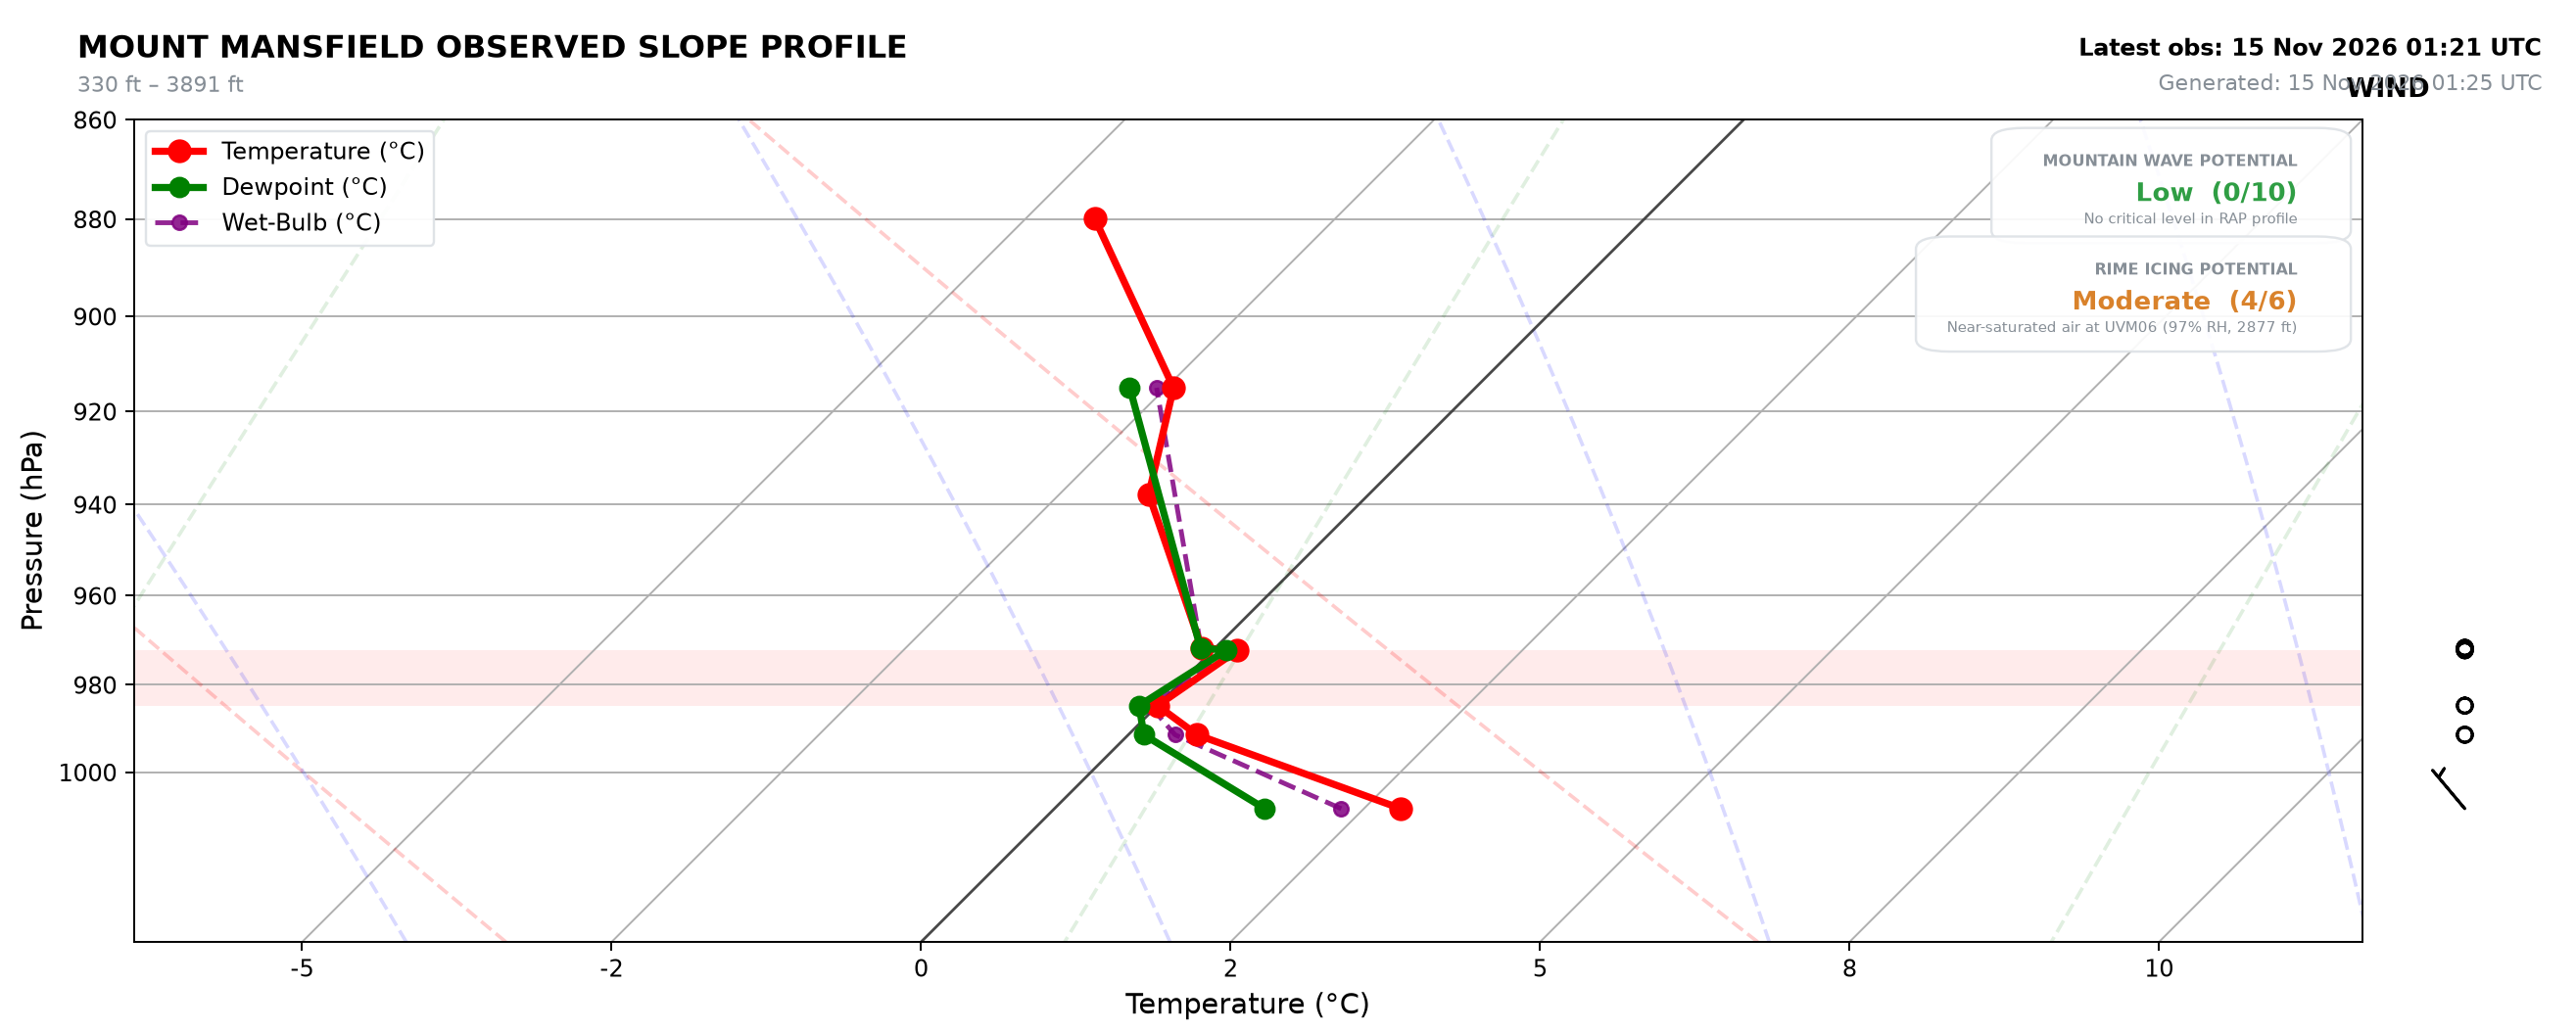 MOUNT MANSFIELD OBSERVED SLOPE PROFILE
330 ft – 3891 ft
Latest obs: 15 Nov 2026 01:21 UTC
Generated: 15 Nov 2026 01:25 UTC
WIND
Temperature (°C)
Dewpoint (°C)
Wet-Bulb (°C)
MOUNTAIN WAVE POTENTIAL
Low (0/10)
No critical level in RAP profile
RIME ICING POTENTIAL
Moderate (4/6)
Near-saturated air at UVM06 (97% RH, 2877 ft)
Pressure (hPa)
860
880
900
920
940
960
980
1000
-5
-2
0
2
5
8
10
Temperature (°C)